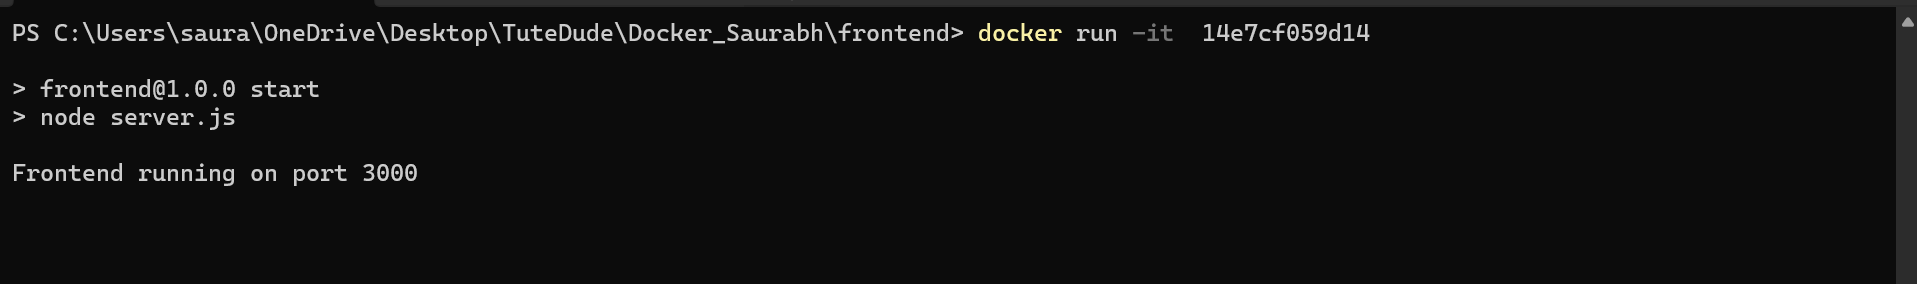 PS C:\Users\saura\OneDrive\Desktop\TuteDude\Docker_Saurabh\frontend> docker run -it  14e7cf059d14
> frontend@1.0.0 start
> node server.js
Frontend running on port 3000